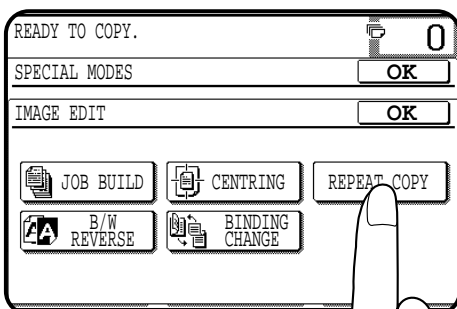 READY TO COPY.
0
SPECIAL MODES
OK
IMAGE EDIT
OK
JOB BUILD
CENTRING
REPEAT COPY
B/W
REVERSE
BINDING
CHANGE